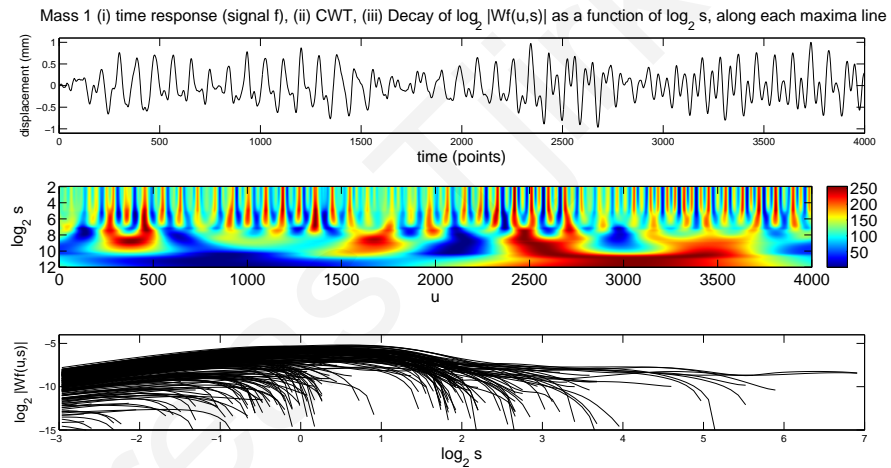 Mass 1 (i) time response (signal f), (ii) CWT, (iii) Decay of log2 |Wf(u,s)| as a function of log2 s, along each maxima line
displacement (mm)
1
0.5
0
−0.5
−1
0 500 1000 1500 2000 2500 3000 3500 4000
time (points)
log2 s
2
4
6
8
10
12
0 500 1000 1500 2000 2500 3000 3500 4000
u
250
200
150
100
50
log2 |Wf(u,s)|
−5
−10
−15
−3 −2 −1 0 1 2 3 4 5 6 7
log2 s